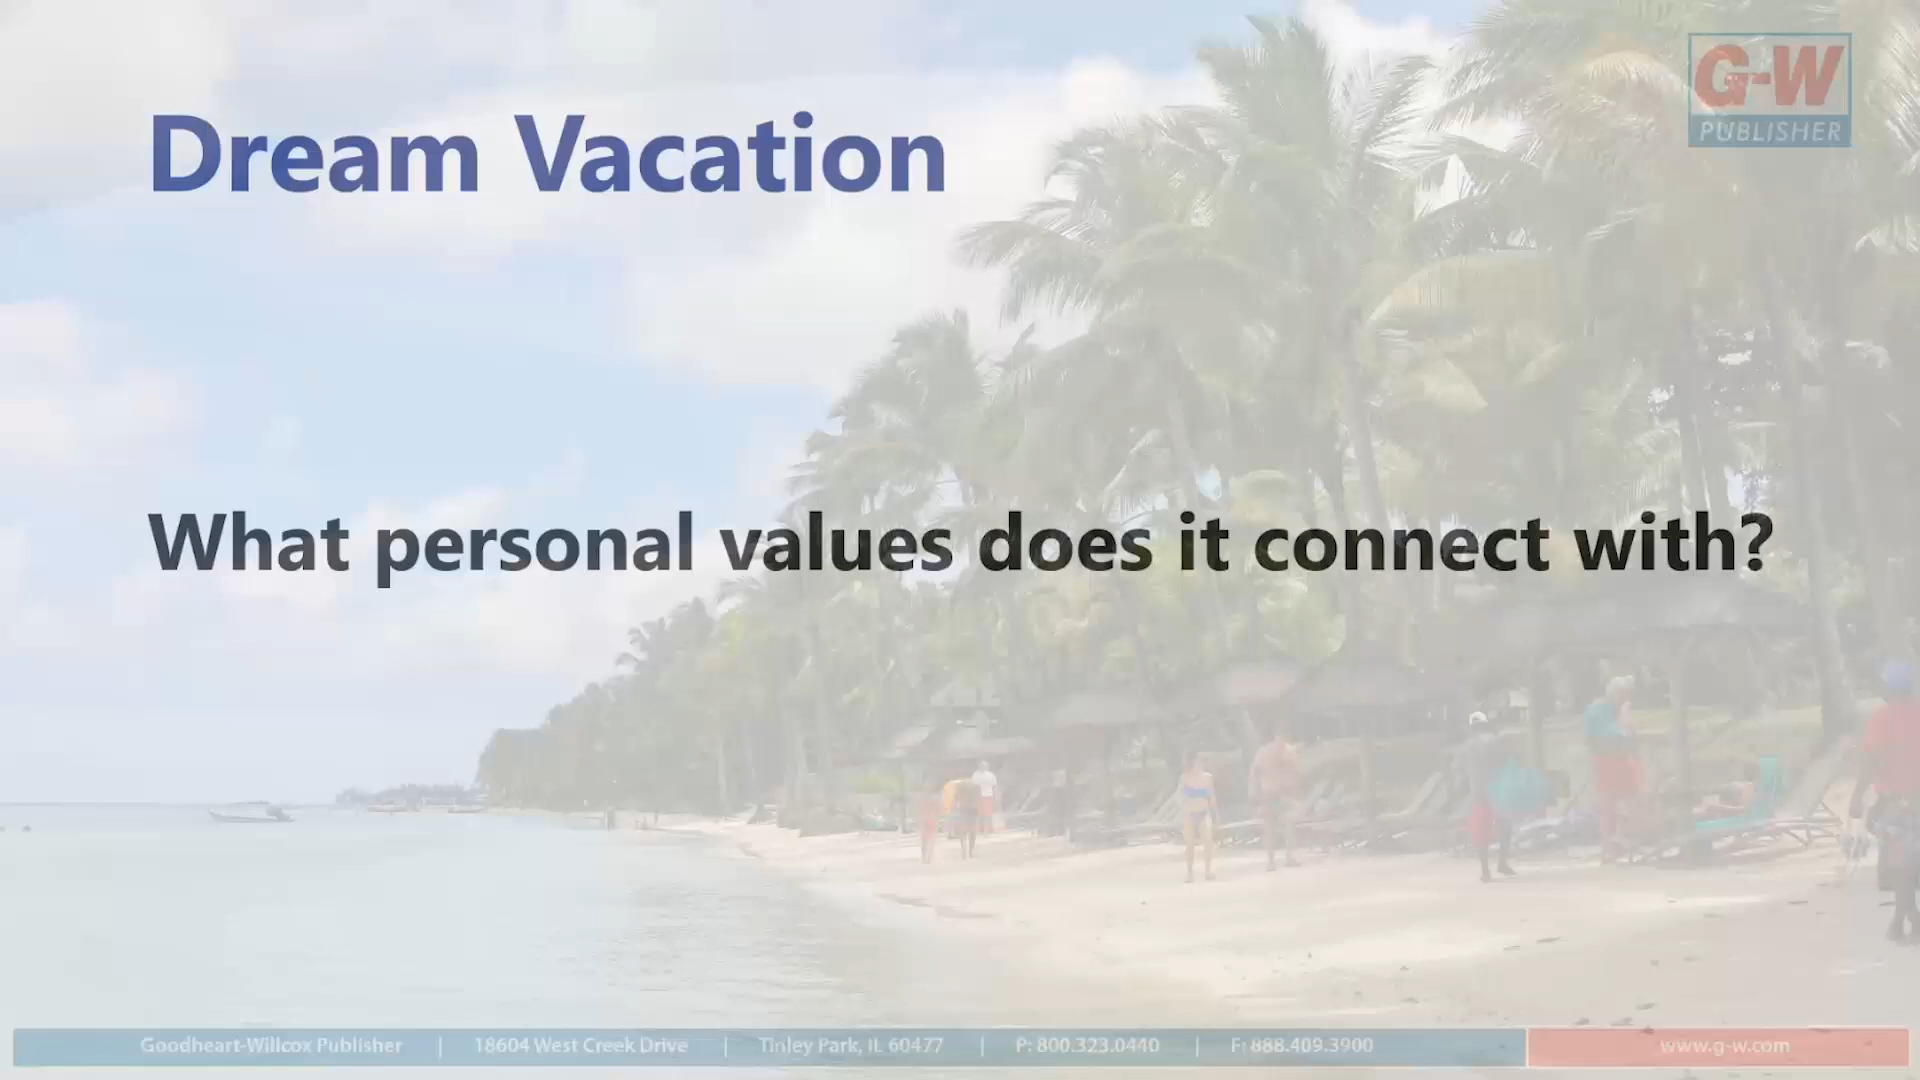 G-W
PUBLISHER
Dream Vacation
What personal values does it connect with?
Goodheart-Willcox Publisher | 18604 West Creek Drive | Tinley Park, IL 60477 | P: 800.323.0440 | F: 888.409.3900
www.g-w.com